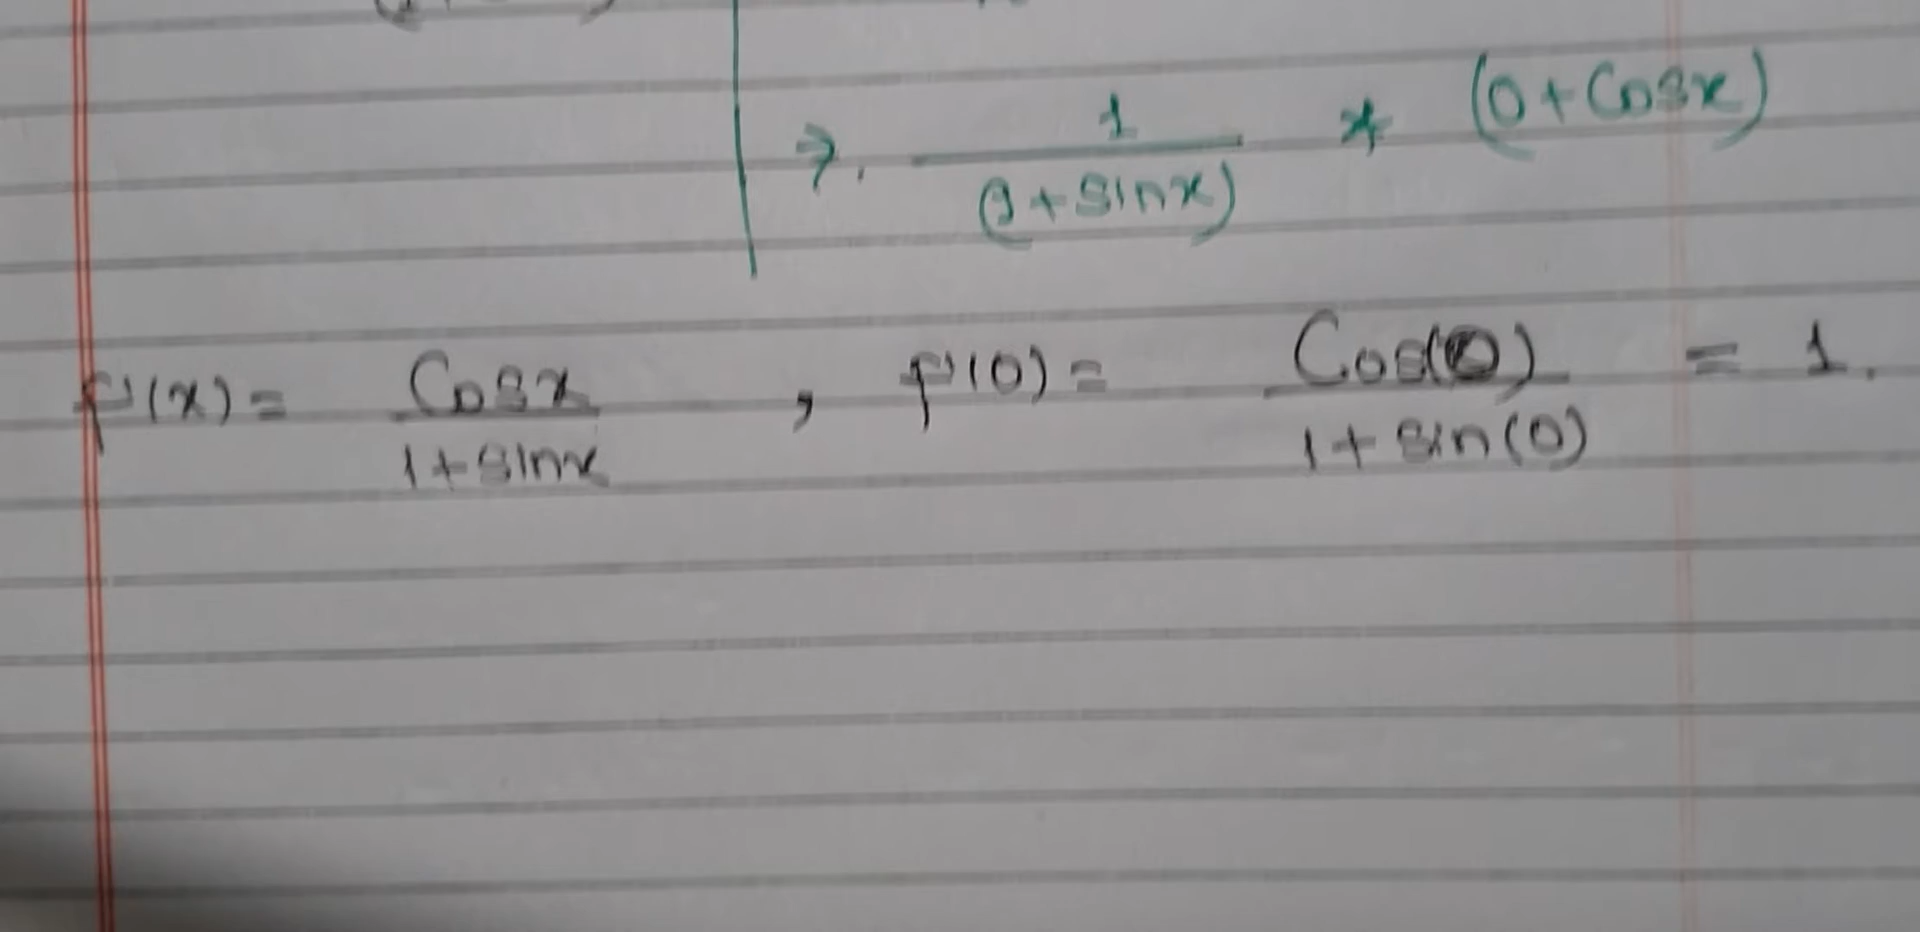 →. 1/(1+sinx) * (0+Cosx)
f'(x) = Cosx/1+sinx , f'(0) = Cos(0)/1+sin(0) = 1.